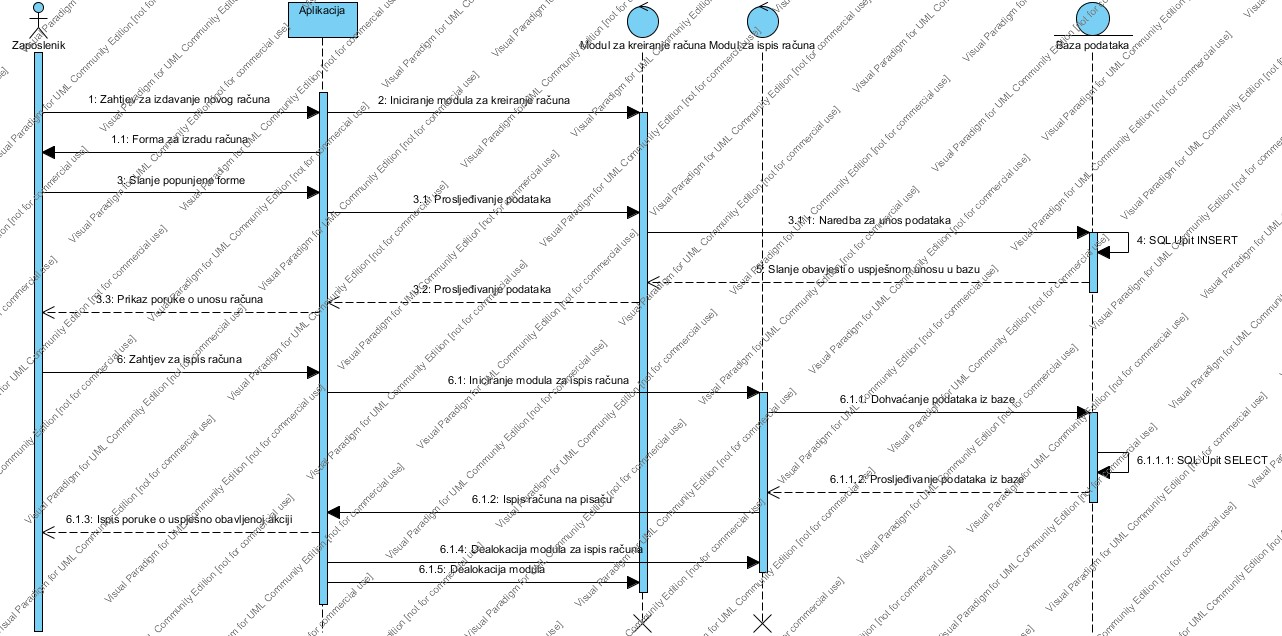 Aplikacija
Zaposlenik
Modul za kreiranje računa
Modul za ispis računa
Baza podataka
1: Zahtjev za izdavanje novog računa
2: Iniciranje modula za kreiranje računa
1.1: Forma za izradu računa
3: Slanje popunjene forme
3.1: Prosljeđivanje podataka
3.1.1: Naredba za unos podataka
4: SQL Upit INSERT
5: Slanje obavjesti o uspješnom unosu u bazu
3.2: Prosljeđivanje podataka
3.3: Prikaz poruke o unosu računa
6: Zahtjev za ispis računa
6.1: Iniciranje modula za ispis računa
6.1.1: Dohvaćanje podataka iz baze
6.1.1.1: SQL Upit SELECT
6.1.1.2: Prosljeđivanje podataka iz baze
6.1.2: Ispis računa na pisaču
6.1.3: Ispis poruke o uspješno obavljenoj akciji
6.1.4: Dealokacija modula za ispis računa
6.1.5: Dealokacija modula
Visual Paradigm for UML Community Edition [not for commercial use]